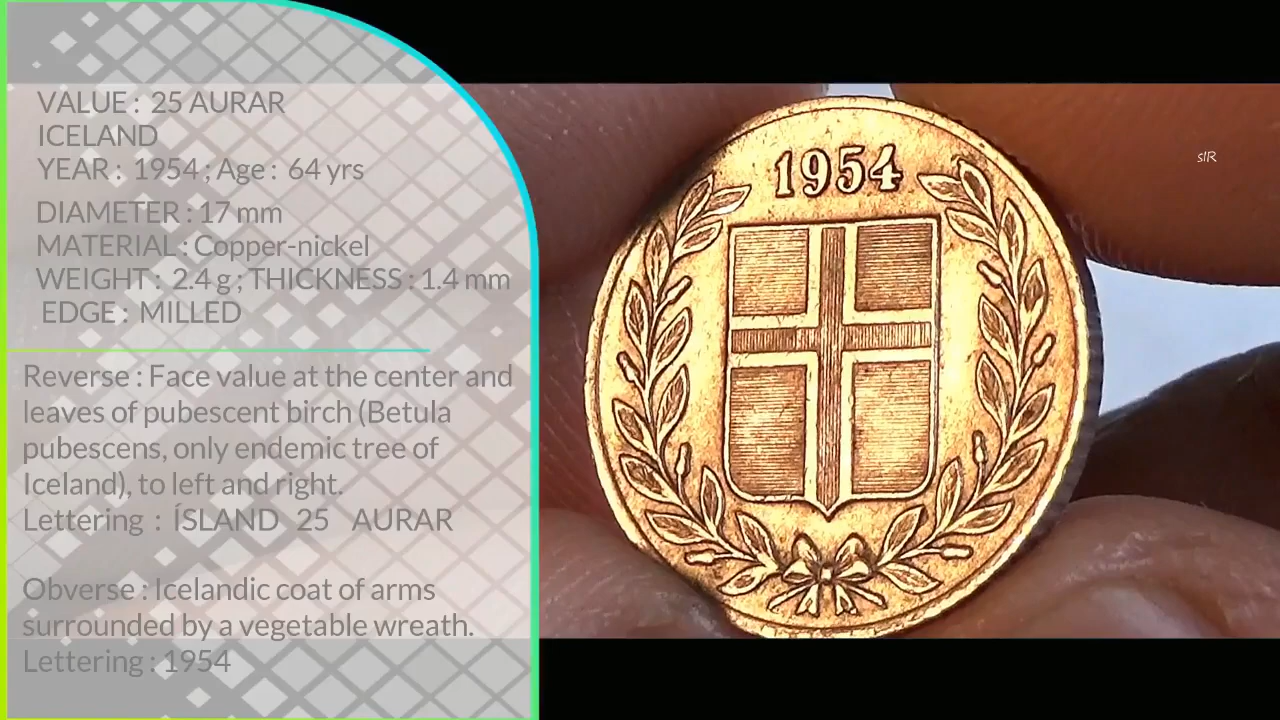 VALUE : 25 AURAR
ICELAND
YEAR : 1954 ; Age : 64 yrs
DIAMETER : 17 mm
MATERIAL : Copper-nickel
WEIGHT : 2.4 g ; THICKNESS : 1.4 mm
EDGE : MILLED
Reverse : Face value at the center and
leaves of pubescent birch (Betula
pubescens, only endemic tree of
Iceland), to left and right.
Lettering : ÍSLAND 25 AURAR
Obverse : Icelandic coat of arms
surrounded by a vegetable wreath.
Lettering : 1954
1954
sIR